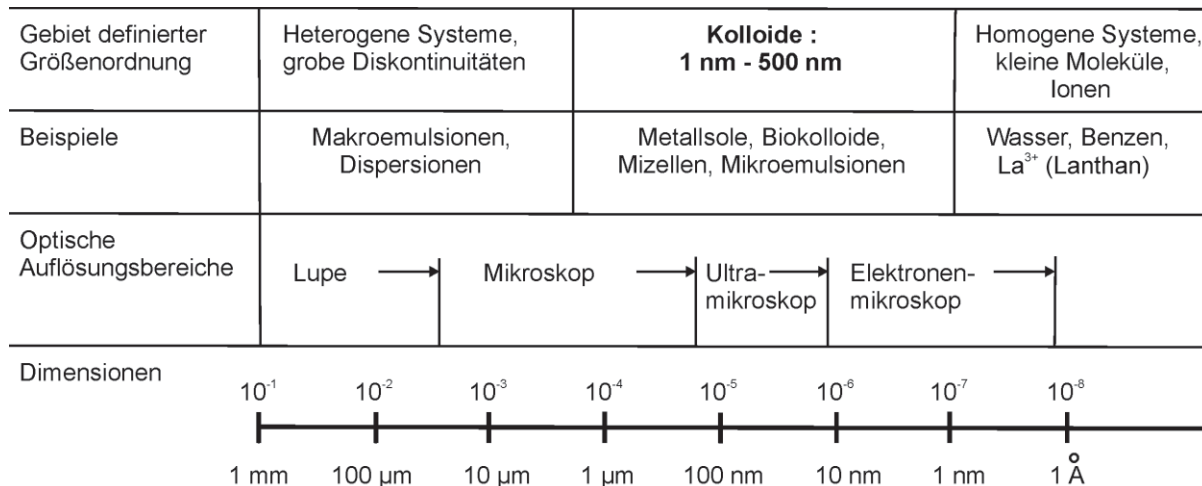 Gebiet definierter
Größenordnung
Heterogene Systeme,
grobe Diskontinuitäten
Kolloide :
1 nm - 500 nm
Homogene Systeme,
kleine Moleküle,
Ionen
Beispiele
Makroemulsionen,
Dispersionen
Metallsole, Biokolloide,
Mizellen, Mikroemulsionen
Wasser, Benzen,
La³⁺ (Lanthan)
Optische
Auflösungsbereiche
Lupe
Mikroskop
Ultra-
mikroskop
Elektronen-
mikroskop
Dimensionen
10⁻¹ 10⁻² 10⁻³ 10⁻⁴ 10⁻⁵ 10⁻⁶ 10⁻⁷ 10⁻⁸
1 mm 100 µm 10 µm 1 µm 100 nm 10 nm 1 nm 1 Å